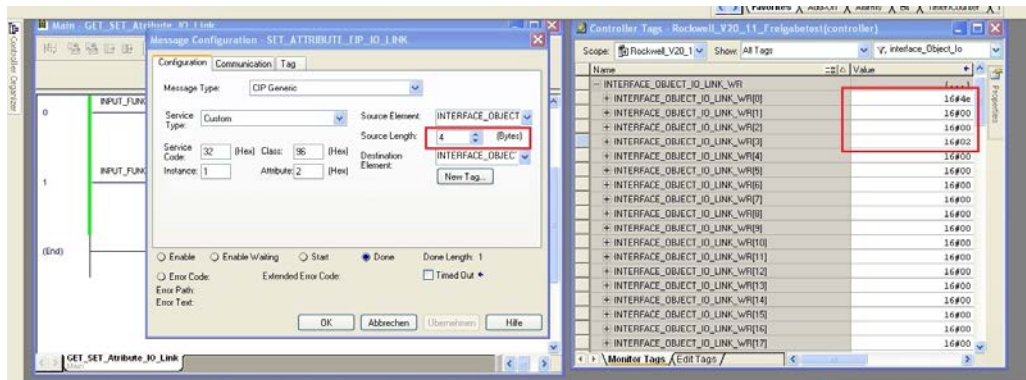 Favorites
Add-On
Alarms
Bit
Timer/Counter
Controller Organizer
Main - GET_SET_Atribute_IO_Link
Message Configuration - SET_ATTRIBUTE_EIP_IO_LINK
Configuration Communication Tag
Message Type: CIP Generic
Service Type: Custom
Source Element: INTERFACE_OBJECT
Source Length: 4 (Bytes)
Service Code: 32 (Hex) Class: 96 (Hex)
Destination Element: INTERFACE_OBJEC
Instance: 1 Attribute: 2 (Hex)
New Tag...
Enable Enable Waiting Start Done Done Length: 1
Error Code: Extended Error Code: Timed Out
Error Path:
Error Text:
OK Abbrechen Übernehmen Hilfe
0
INPUT_FUN
1
INPUT_FUN
(End)
GET_SET_Atribute_IO_Link
Main
Controller Tags - Rockwell_V20_11_Freigabetest(controller)
Scope: Rockwell_V20_1 Show: All Tags interface_Object_Io
Name Value
INTERFACE_OBJECT_IO_LINK_WR {...}
INTERFACE_OBJECT_IO_LINK_WR[0] 16#4e
INTERFACE_OBJECT_IO_LINK_WR[1] 16#00
INTERFACE_OBJECT_IO_LINK_WR[2] 16#00
INTERFACE_OBJECT_IO_LINK_WR[3] 16#02
INTERFACE_OBJECT_IO_LINK_WR[4] 16#00
INTERFACE_OBJECT_IO_LINK_WR[5] 16#00
INTERFACE_OBJECT_IO_LINK_WR[6] 16#00
INTERFACE_OBJECT_IO_LINK_WR[7] 16#00
INTERFACE_OBJECT_IO_LINK_WR[8] 16#00
INTERFACE_OBJECT_IO_LINK_WR[9] 16#00
INTERFACE_OBJECT_IO_LINK_WR[10] 16#00
INTERFACE_OBJECT_IO_LINK_WR[11] 16#00
INTERFACE_OBJECT_IO_LINK_WR[12] 16#00
INTERFACE_OBJECT_IO_LINK_WR[13] 16#00
INTERFACE_OBJECT_IO_LINK_WR[14] 16#00
INTERFACE_OBJECT_IO_LINK_WR[15] 16#00
INTERFACE_OBJECT_IO_LINK_WR[16] 16#00
INTERFACE_OBJECT_IO_LINK_WR[17] 16#00
Monitor Tags Edit Tags
Properties